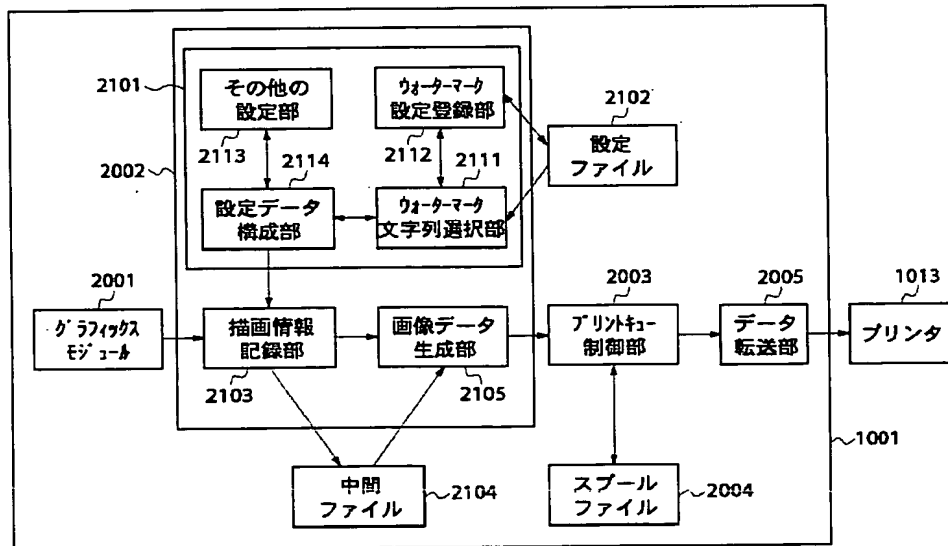 2101
その他の
設定部
2113
ウォーターマーク
設定登録部
2112
2102
設定
ファイル
2002
2114
設定データ
構成部
2111
ウォーターマーク
文字列選択部
2001
グラフィックス
モジュール
描画情報
記録部
2103
画像データ
生成部
2105
2003
プリントキュー
制御部
2005
データ
転送部
1013
プリンタ
1001
中間
ファイル
2104
スプール
ファイル
2004